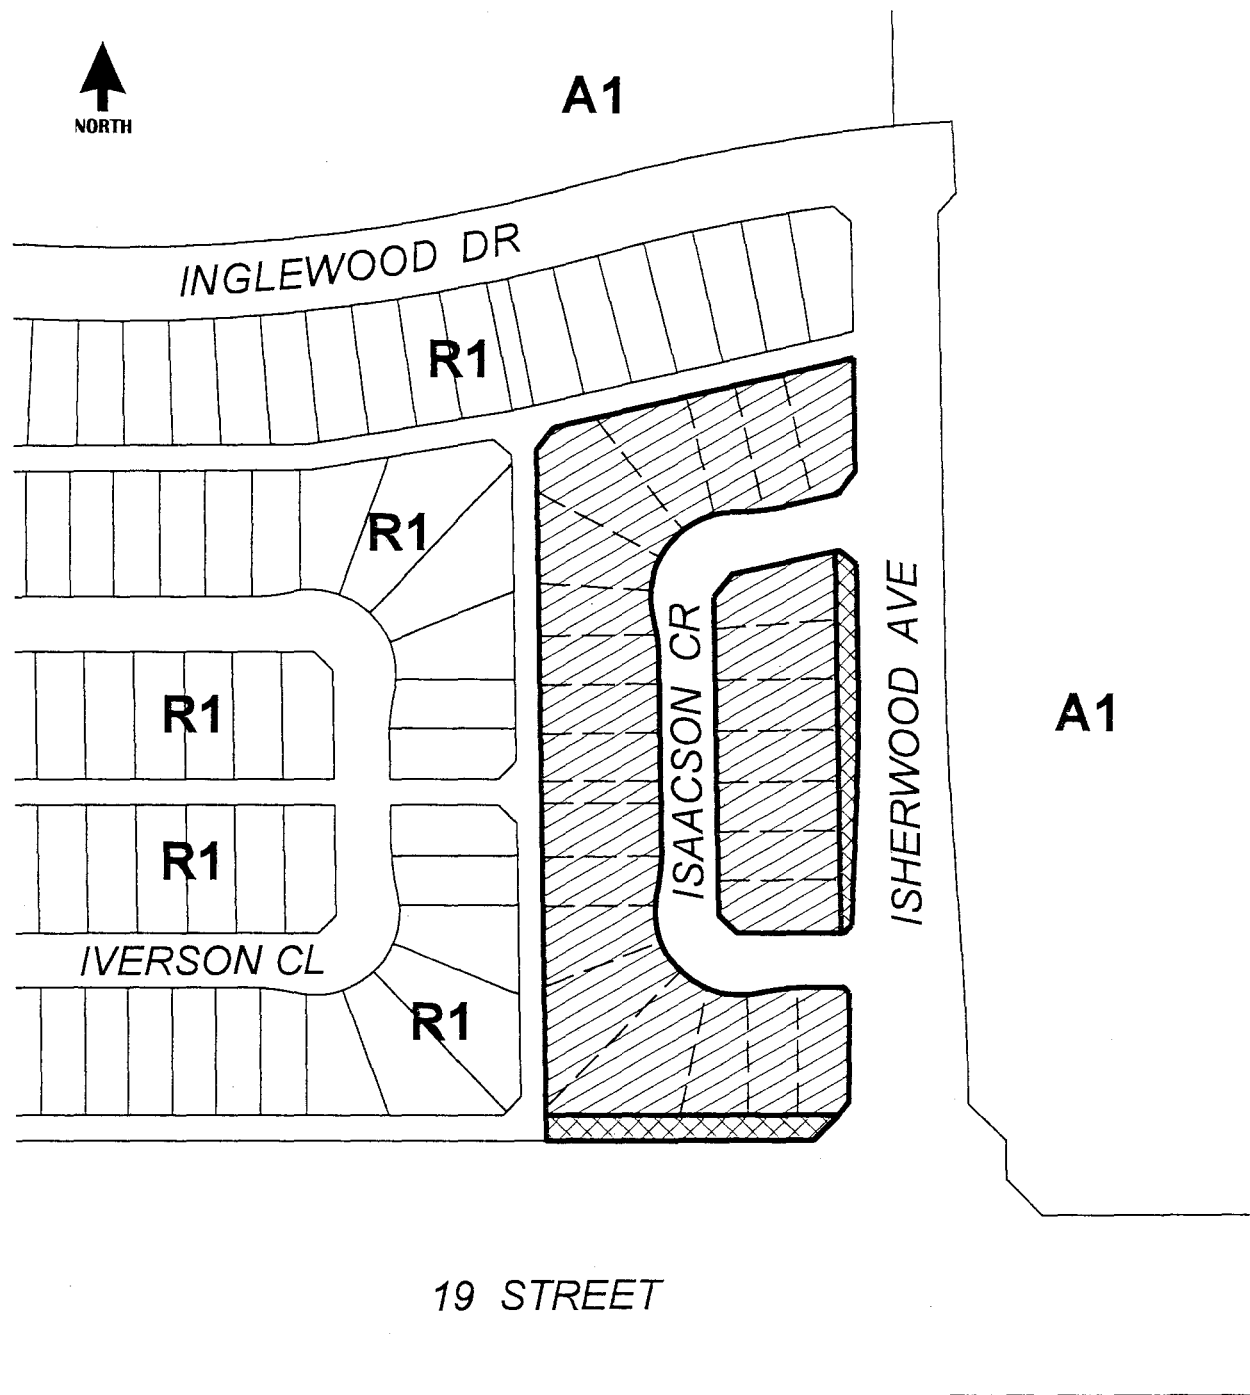 A1
NORTH
INGLEWOOD DR
R1
R1
ISAACSON CR
ISHERWOOD AVE
R1
A1
R1
IVERSON CL
R1
19 STREET